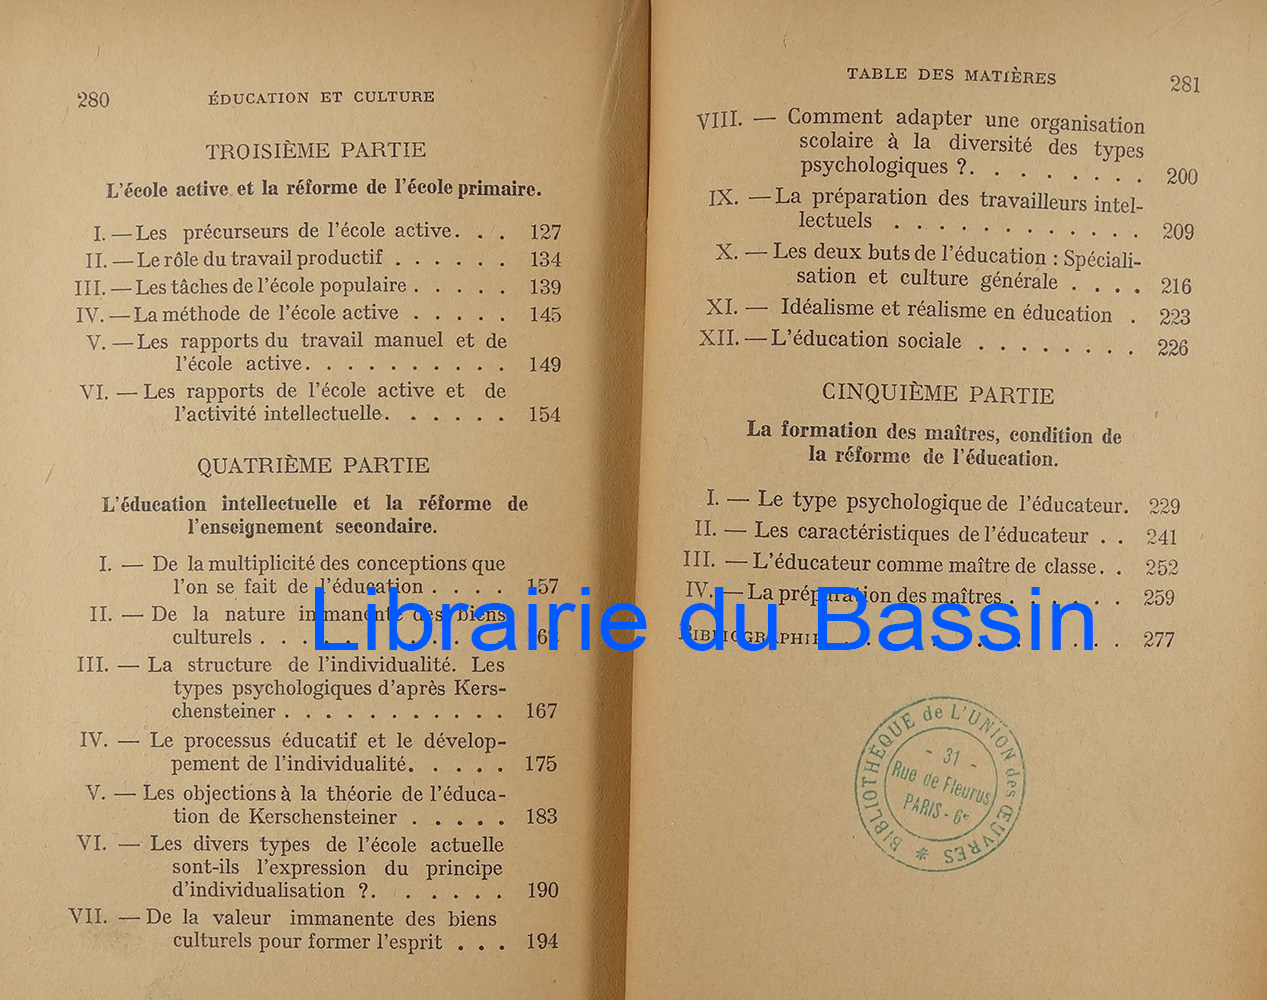 280 ÉDUCATION ET CULTURE
TROISIÈME PARTIE
L'école active et la réforme de l'école primaire.
I. — Les précurseurs de l'école active. . . 127
II. — Le rôle du travail productif . . . . . . 134
III. — Les tâches de l'école populaire . . . . . 139
IV. — La méthode de l'école active . . . . . 145
V. — Les rapports du travail manuel et de
l'école active. . . . . . . . . . 149
VI. — Les rapports de l'école active et de
l'activité intellectuelle. . . . . . 154
QUATRIÈME PARTIE
L'éducation intellectuelle et la réforme de
l'enseignement secondaire.
I. — De la multiplicité des conceptions que
l'on se fait de l'éducation . . . . 157
II. — De la nature immanente des biens
culturels . . . . . . . . .
III. — La structure de l'individualité. Les
types psychologiques d'après Kers-
chensteiner . . . . . . . . . . . 167
IV. — Le processus éducatif et le dévelop-
pement de l'individualité. . . . . 175
V. — Les objections à la théorie de l'éduca-
tion de Kerschensteiner . . . . . 183
VI. — Les divers types de l'école actuelle
sont-ils l'expression du principe
d'individualisation ?. . . . . . 190
VII. — De la valeur immanente des biens
culturels pour former l'esprit . . . 194
TABLE DES MATIÈRES 281
VIII. — Comment adapter une organisation
scolaire à la diversité des types
psychologiques ?. . . . . . . 200
IX. — La préparation des travailleurs intel-
lectuels . . . . . . . . . . . . 209
X. — Les deux buts de l'éducation : Spéciali-
sation et culture générale . . . . 216
XI. — Idéalisme et réalisme en éducation . 223
XII. — L'éducation sociale . . . . . . . . 226
CINQUIÈME PARTIE
La formation des maîtres, condition de
la réforme de l'éducation.
I. — Le type psychologique de l'éducateur. 229
II. — Les caractéristiques de l'éducateur . . 241
III. — L'éducateur comme maître de classe. . 252
IV. — La préparation des maîtres . . . . . . 259
BIBLIOGRAPHIE . . . . . . . . . . 277
Librairie du Bassin
BIBLIOTHÈQUE de L'UNION des ŒUVRES *
- 31 -
Rue de Fleurus
PARIS - 6e